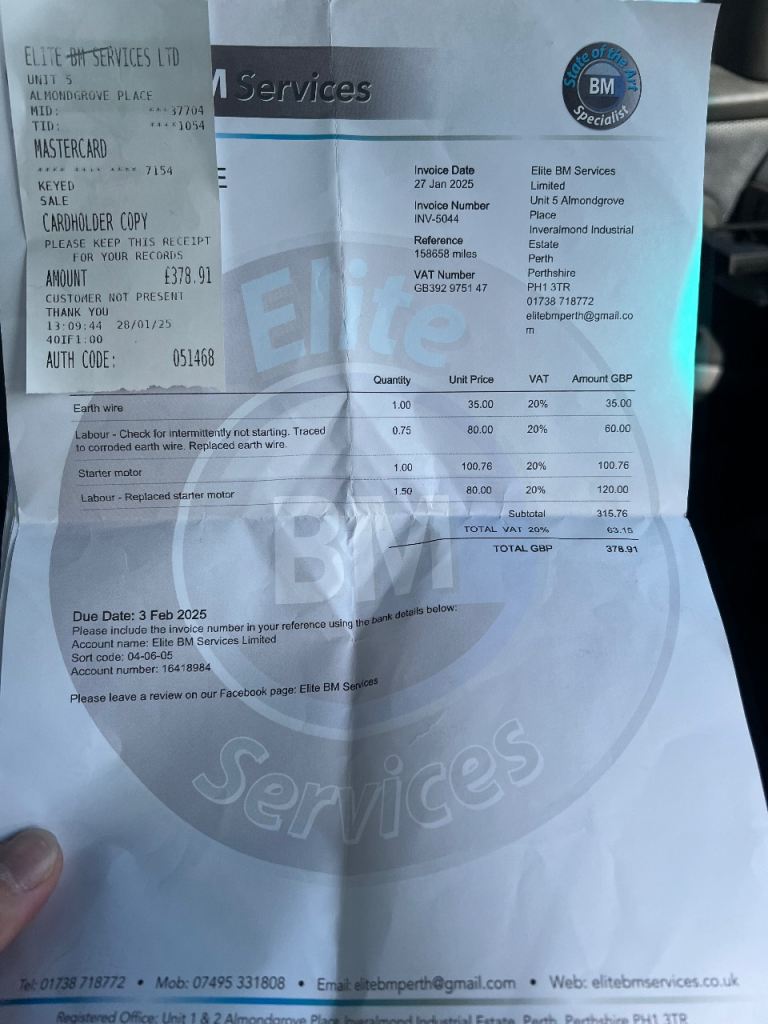 ELITE BM SERVICES LTD
UNIT 5
ALMONDGROVE PLACE
MID: ***37704
TID: ****1054
MASTERCARD
**** **** **** 7154
KEYED
SALE
CARDHOLDER COPY
PLEASE KEEP THIS RECEIPT
FOR YOUR RECORDS
AMOUNT £378.91
CUSTOMER NOT PRESENT
THANK YOU
13:09:44 28/01/25
40IF1:00
AUTH CODE: 051468
M Services
State of the Art
BM
Specialist
E
Invoice Date
27 Jan 2025
Invoice Number
INV-5044
Reference
158658 miles
VAT Number
GB392 9751 47
Elite BM Services
Limited
Unit 5 Almondgrove
Place
Inveralmond Industrial
Estate
Perth
Perthshire
PH1 3TR
01738 718772
elitebmperth@gmail.co
m
Elite
BM
Services
Quantity Unit Price VAT Amount GBP
Earth wire 1.00 35.00 20% 35.00
Labour - Check for intermittently not starting. Traced 0.75 80.00 20% 60.00
to corroded earth wire. Replaced earth wire.
Starter motor 1.00 100.76 20% 100.76
Labour - Replaced starter motor 1.50 80.00 20% 120.00
Subtotal 315.76
TOTAL VAT 20% 63.15
TOTAL GBP 378.91
Due Date: 3 Feb 2025
Please include the invoice number in your reference using the bank details below:
Account name: Elite BM Services Limited
Sort code: 04-06-05
Account number: 16418984
Please leave a review on our Facebook page: Elite BM Services
Tel: 01738 718772 • Mob: 07495 331808 • Email: elitebmperth@gmail.com • Web: elitebmservices.co.uk
Registered Office: Unit 1 & 2 Almondgrove Place, Inveralmond Industrial Estate, Perth, Perthshire PH1 3TR